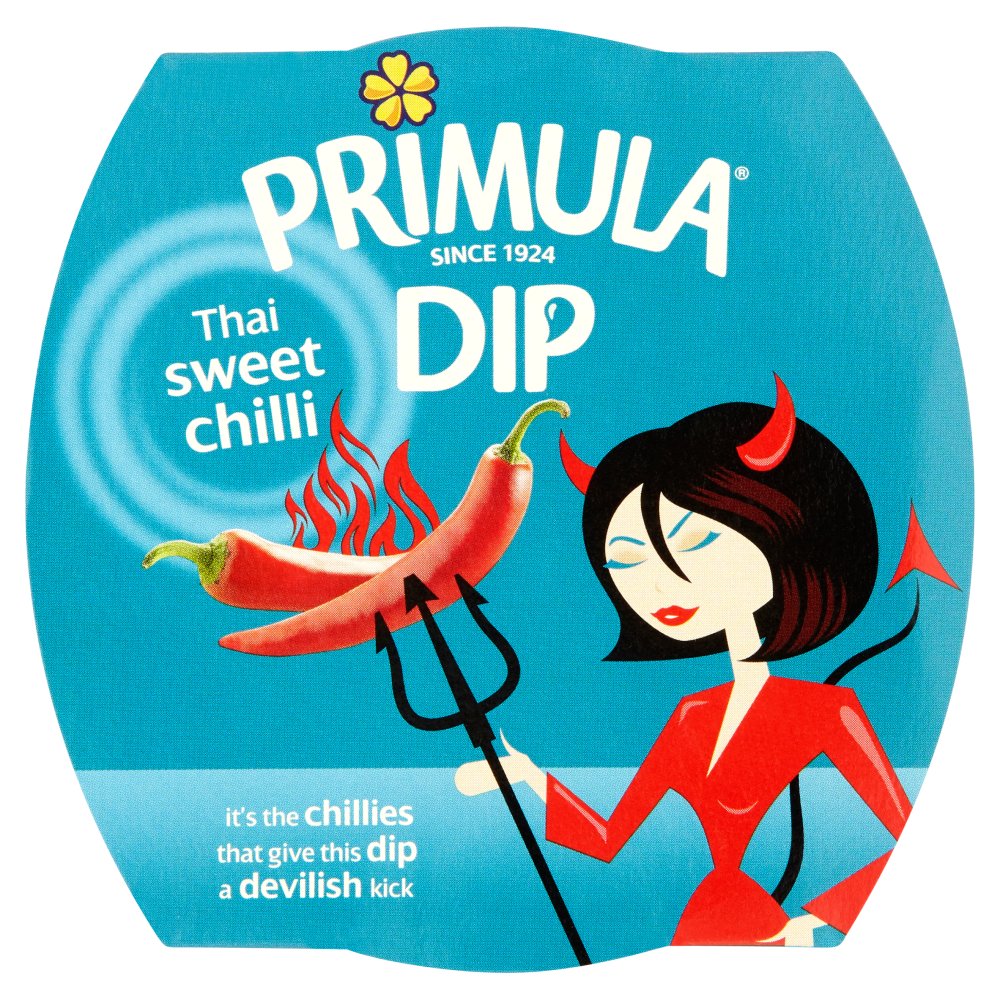 PRIMULA®
SINCE 1924
DIP
Thai
sweet
chilli
it's the chillies
that give this dip
a devilish kick